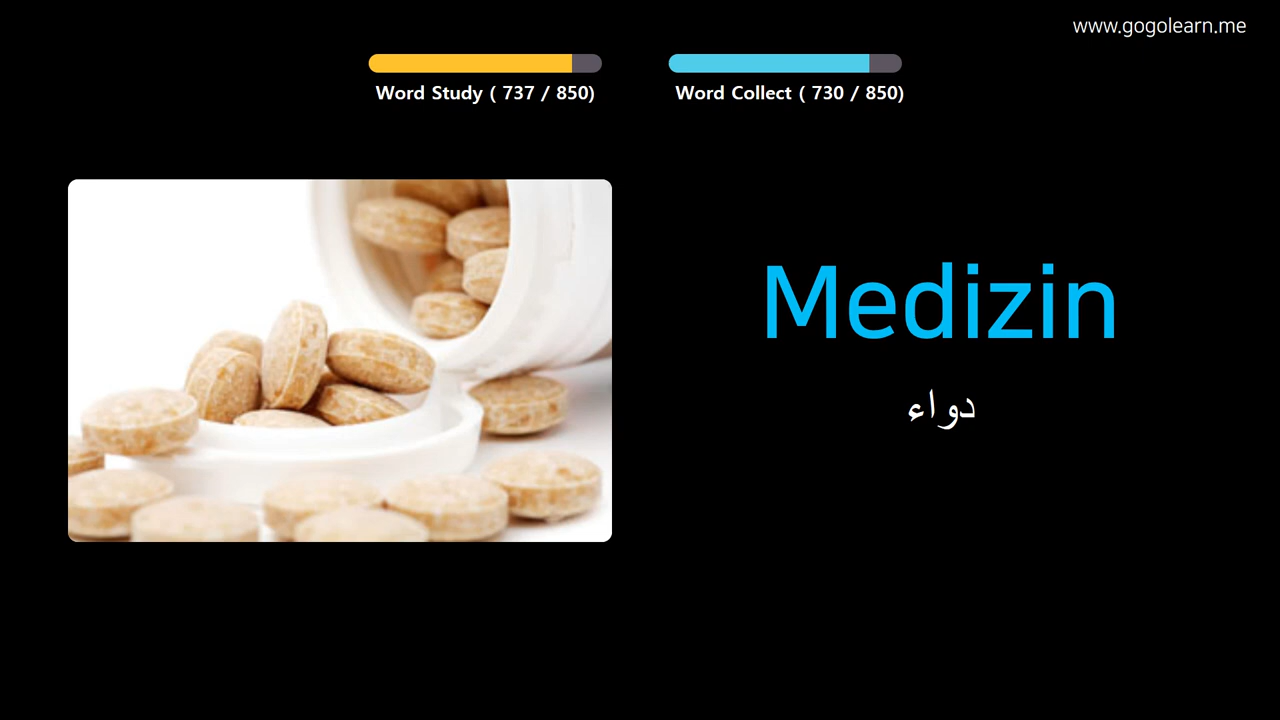 www.gogolearn.me
Word Study ( 737 / 850)
Word Collect ( 730 / 850)
Medizin
دواء